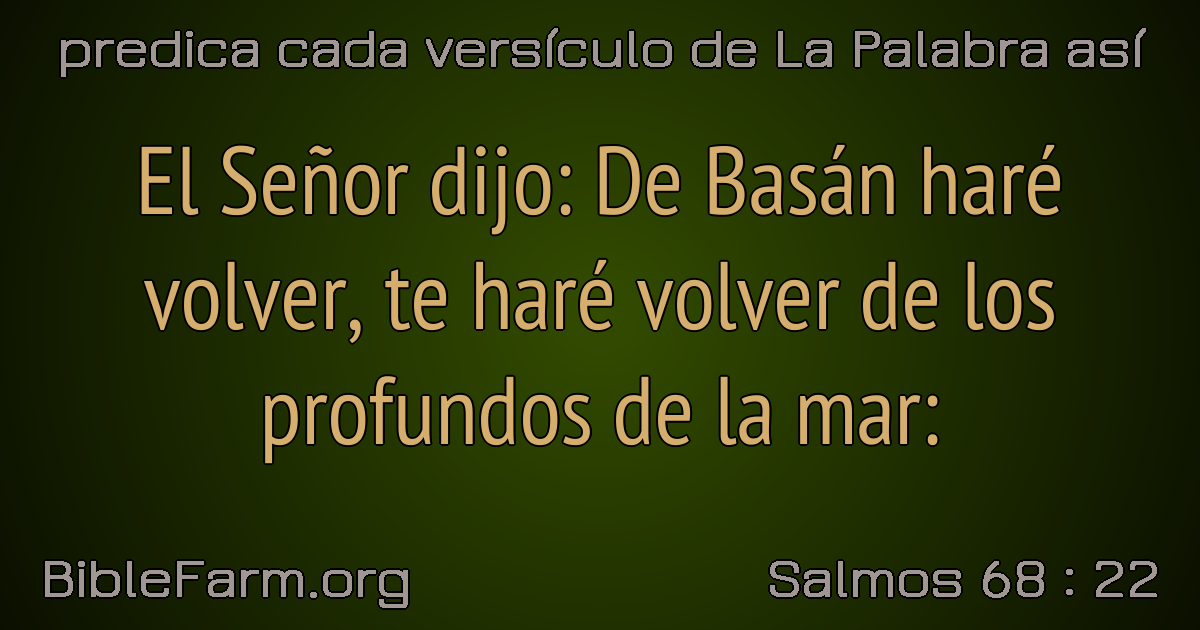 predica cada versículo de La Palabra así
El Señor dijo: De Basán haré
volver, te haré volver de los
profundos de la mar:
BibleFarm.org
Salmos 68 : 22